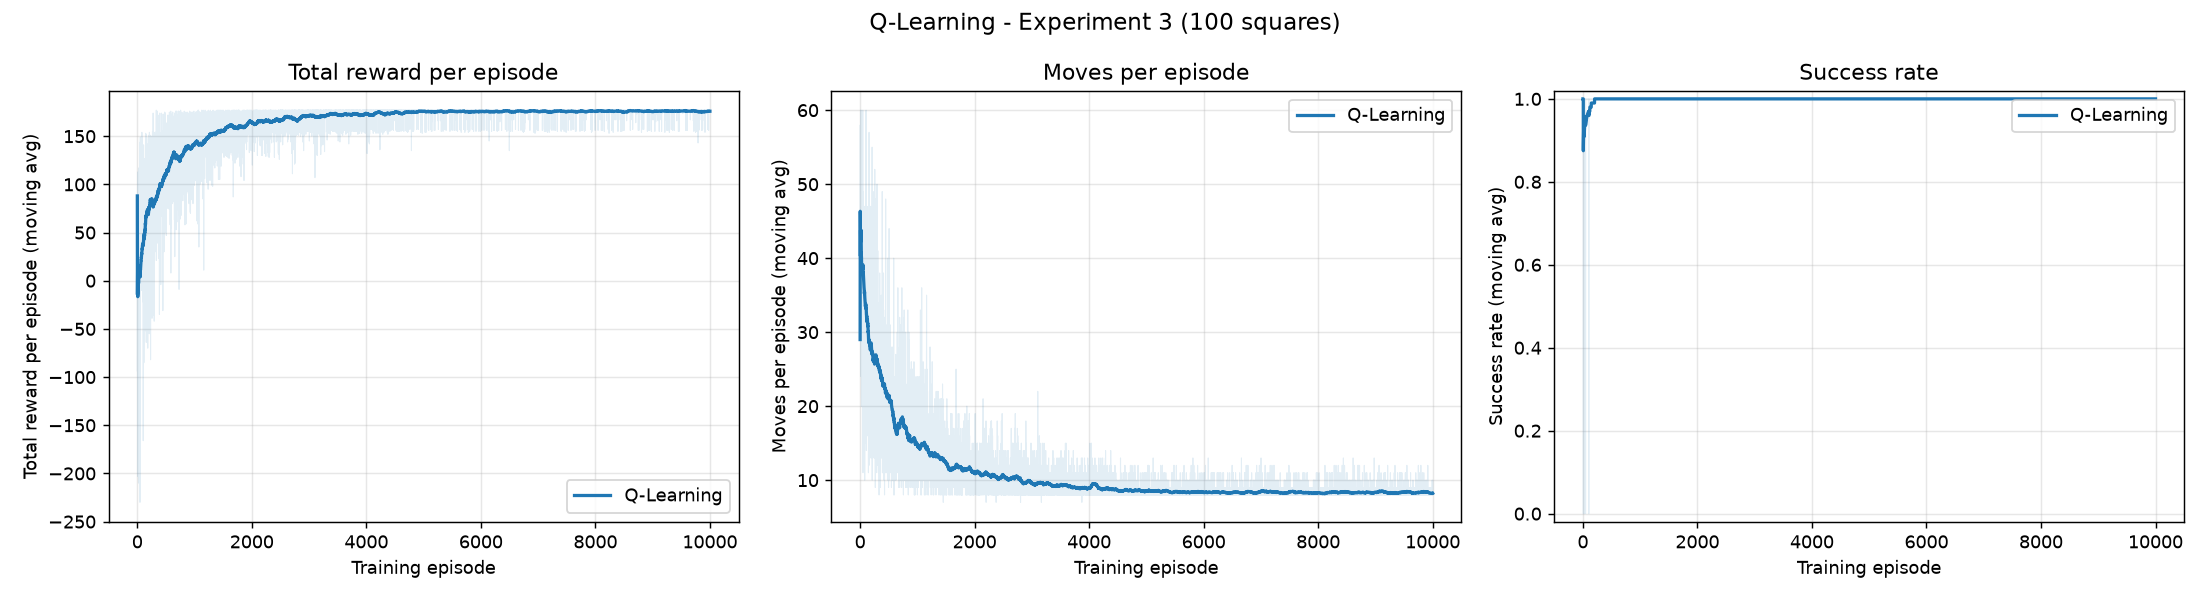 Q-Learning - Experiment 3 (100 squares)
Total reward per episode
Total reward per episode (moving avg)
150
100
50
0
−50
−100
−150
−200
−250
Q-Learning
0 2000 4000 6000 8000 10000
Training episode
Moves per episode
Moves per episode (moving avg)
60
50
40
30
20
10
Q-Learning
0 2000 4000 6000 8000 10000
Training episode
Success rate
Success rate (moving avg)
1.0
0.8
0.6
0.4
0.2
0.0
Q-Learning
0 2000 4000 6000 8000 10000
Training episode